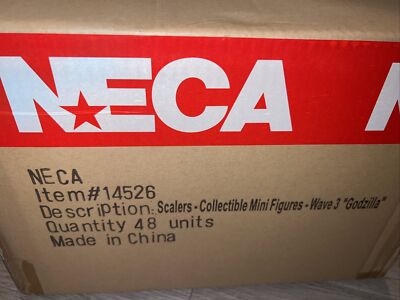 NECA N
NECA
Item#14526
Description: Scalers - Collectible Mini Figures - Wave 3 "Godzilla"
Quantity 48 units
Made in China